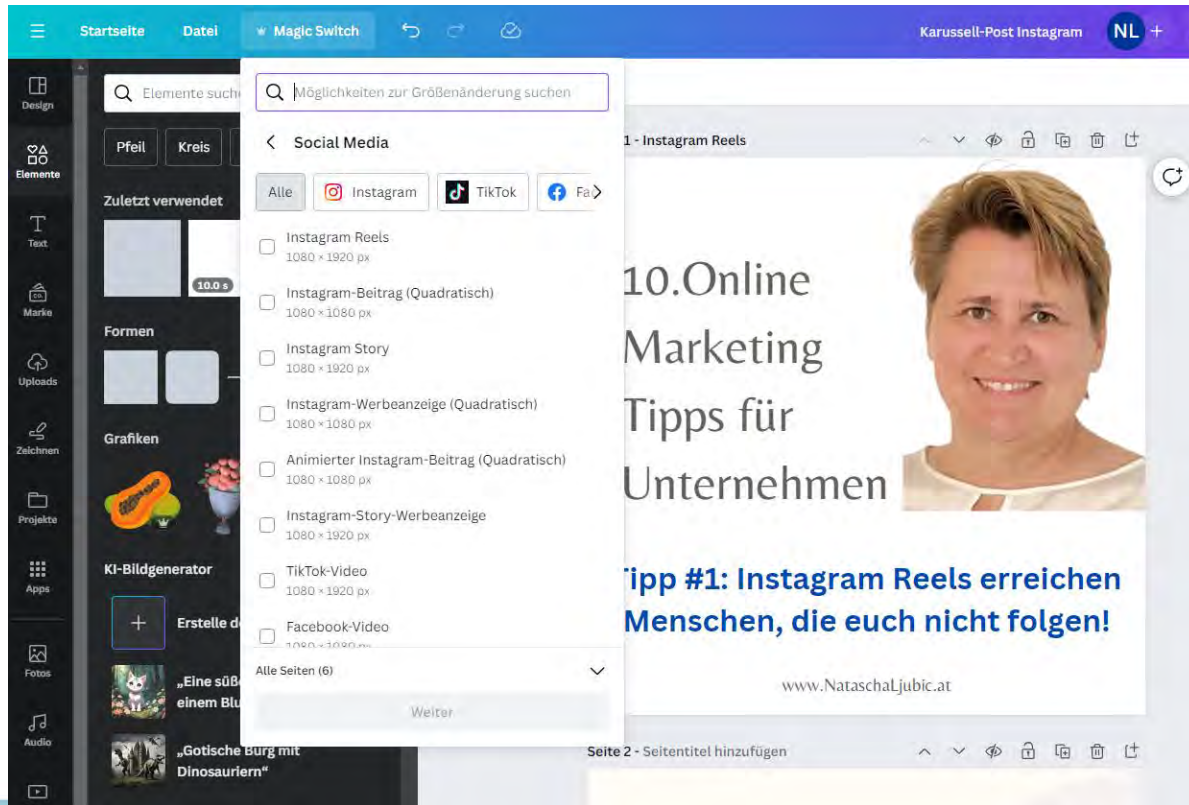 Startseite
Datei
Magic Switch
Karussell-Post Instagram
NL
+
Design
Elemente
Text
CO.
Marke
Uploads
Zeichnen
Projekte
Apps
Fotos
Audio
Elemente such
Pfeil
Kreis
Zuletzt verwendet
10.0 s
Formen
Grafiken
KI-Bildgenerator
Erstelle d
„Eine süß
einem Blu
„Gotische Burg mit
Dinosauriern“
Möglichkeiten zur Größenänderung suchen
Social Media
Alle
Instagram
TikTok
Fac
Instagram Reels
1080 × 1920 px
Instagram-Beitrag (Quadratisch)
1080 × 1080 px
Instagram Story
1080 × 1920 px
Instagram-Werbeanzeige (Quadratisch)
1080 × 1080 px
Animierter Instagram-Beitrag (Quadratisch)
1080 × 1080 px
Instagram-Story-Werbeanzeige
1080 × 1920 px
TikTok-Video
1080 × 1920 px
Facebook-Video
1080 × 1080 px
Alle Seiten (6)
Weiter
1 - Instagram Reels
10.Online
Marketing
Tipps für
Unternehmen
Tipp #1: Instagram Reels erreichen
Menschen, die euch nicht folgen!
www.NataschaLjubic.at
Seite 2 - Seitentitel hinzufügen